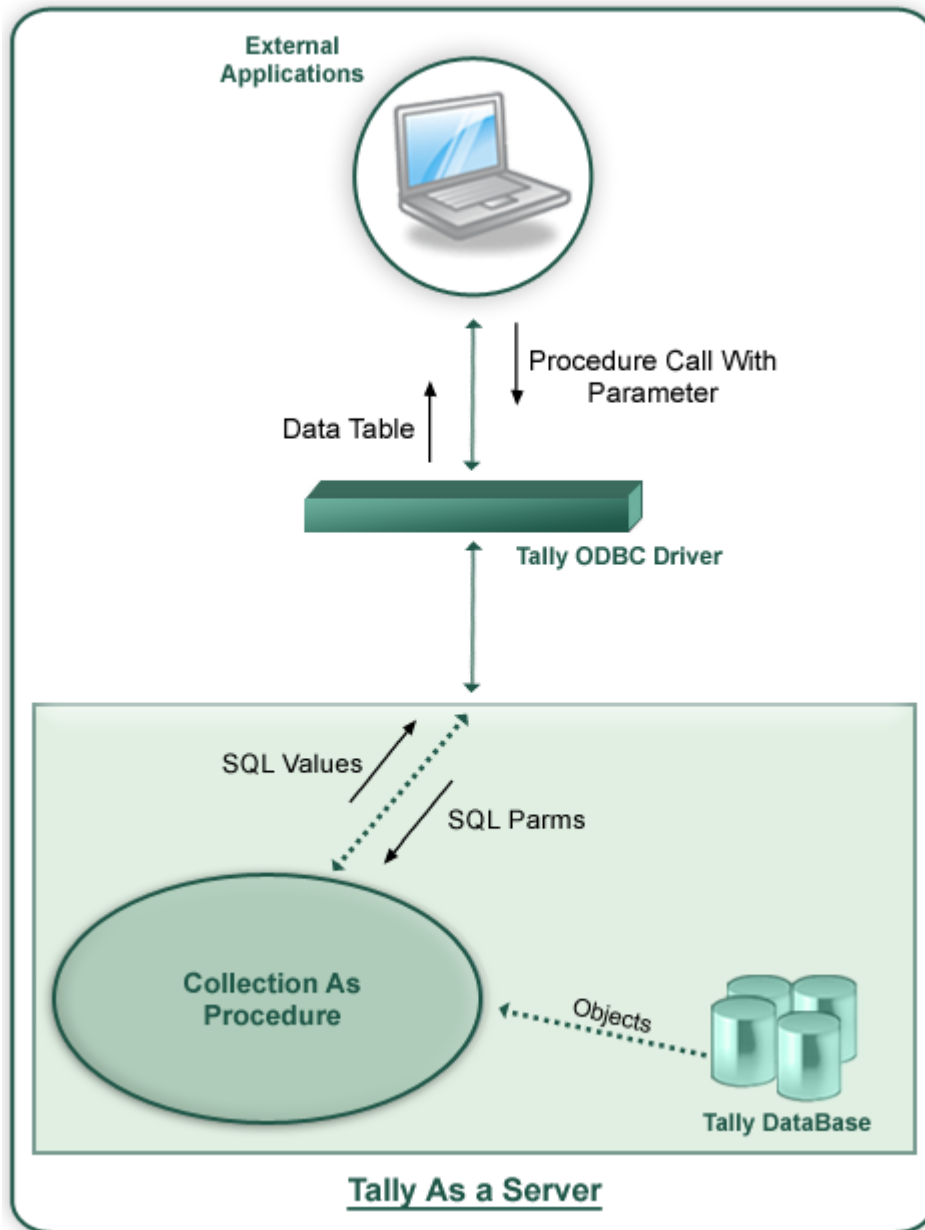 External
Applications
Procedure Call With
Parameter
Data Table
Tally ODBC Driver
SQL Values
SQL Parms
Collection As
Procedure
Objects
Tally DataBase
Tally As a Server